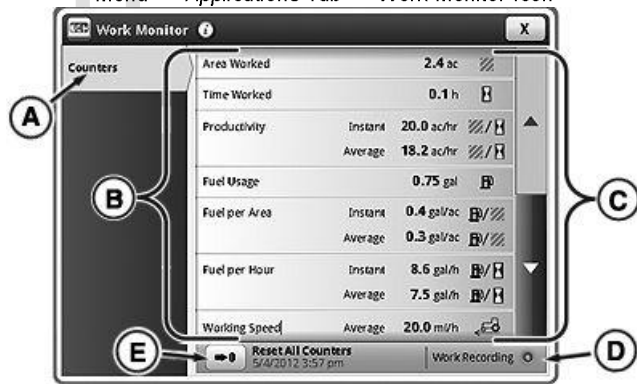 Menu Applications Tab Work Monitor Icon
Work Monitor
X
Counters
Area Worked 2.4 ac
Time Worked 0.1 h
Productivity Instant 20.0 ac/hr
Average 18.2 ac/hr
Fuel Usage 0.75 gal
Fuel per Area Instant 0.4 gal/ac
Average 0.3 gal/ac
Fuel per Hour Instant 8.6 gal/h
Average 7.5 gal/h
Working Speed Average 20.0 mi/h
Reset All Counters
5/4/2012 3:57 pm
Work Recording
A
B
C
D
E